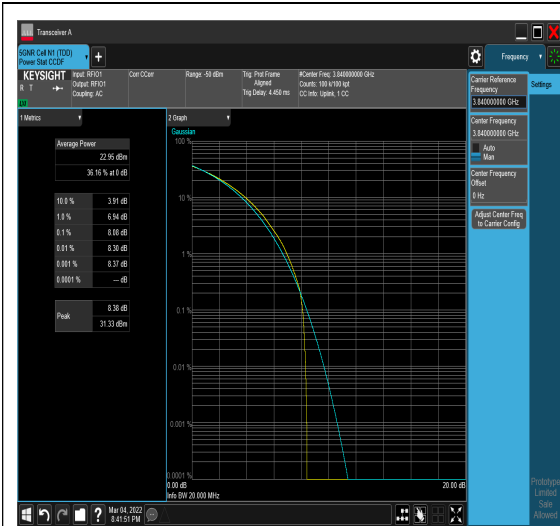 Transceiver A
5GNR Cell N1 (TDD)
Power Stat CCDF
+
Frequency
KEYSIGHT
R T
Input: RFIO1
Output: RFIO1
Coupling: AC
Corr CCorr
Range: -50 dBm
Trig: Prot Frame
Aligned
Trig Delay: 4.450 ms
#Center Freq: 3.840000000 GHz
Counts: 100 k/100 kpt
CC Info: Uplink, 1 CC
1 Metrics
2 Graph
Average Power
22.95 dBm
36.16 % at 0 dB
10.0 % 3.91 dB
1.0 % 6.94 dB
0.1 % 8.08 dB
0.01 % 8.30 dB
0.001 % 8.37 dB
0.0001 % --- dB
Peak
8.38 dB
31.33 dBm
Gaussian
100 %
10 %
1 %
0.1 %
0.01 %
0.001 %
0.0001 %
0.00 dB
20.00 dB
Info BW 20.000 MHz
Carrier Reference
Frequency
3.840000000 GHz
Settings
Center Frequency
3.840000000 GHz
Auto
Man
Center Frequency
Offset
0 Hz
Adjust Center Freq
to Carrier Config
Prototype
Limited
Sale
Allowed
?
Mar 04, 2022
8:41:51 PM